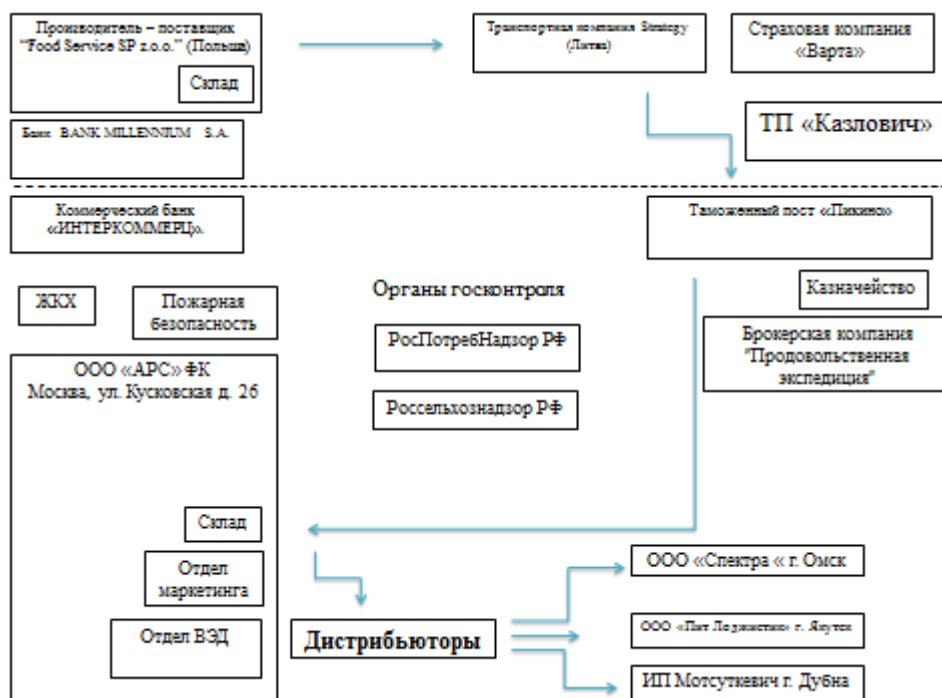 Производитель – поставщик
"Food Service SP z.o.o." (Польша)
Склад
Банк BANK MILLENNIUM S.A.
Транспортная компания Strategy
(Литва)
Страховая компания
«Варта»
ТП «Казлович»
Коммерческий банк
«ИНТЕРКОММЕРЦ».
Таможенный пост «Пикино»
Казначейство
Брокерская компания
"Продовольственная
экспедиция"
ЖКХ
Пожарная
безопасность
Органы госконтроля
РосПотребНадзор РФ
Россельхознадзор РФ
ООО «АРС» ФК
Москва, ул. Кусковская д. 26
Склад
Отдел
маркетинга
Отдел ВЭД
Дистрибьюторы
ООО «Спектра « г. Омск
ООО «Пит Лоджистик» г. Якутск
ИП Мотсуткевич г. Дубна